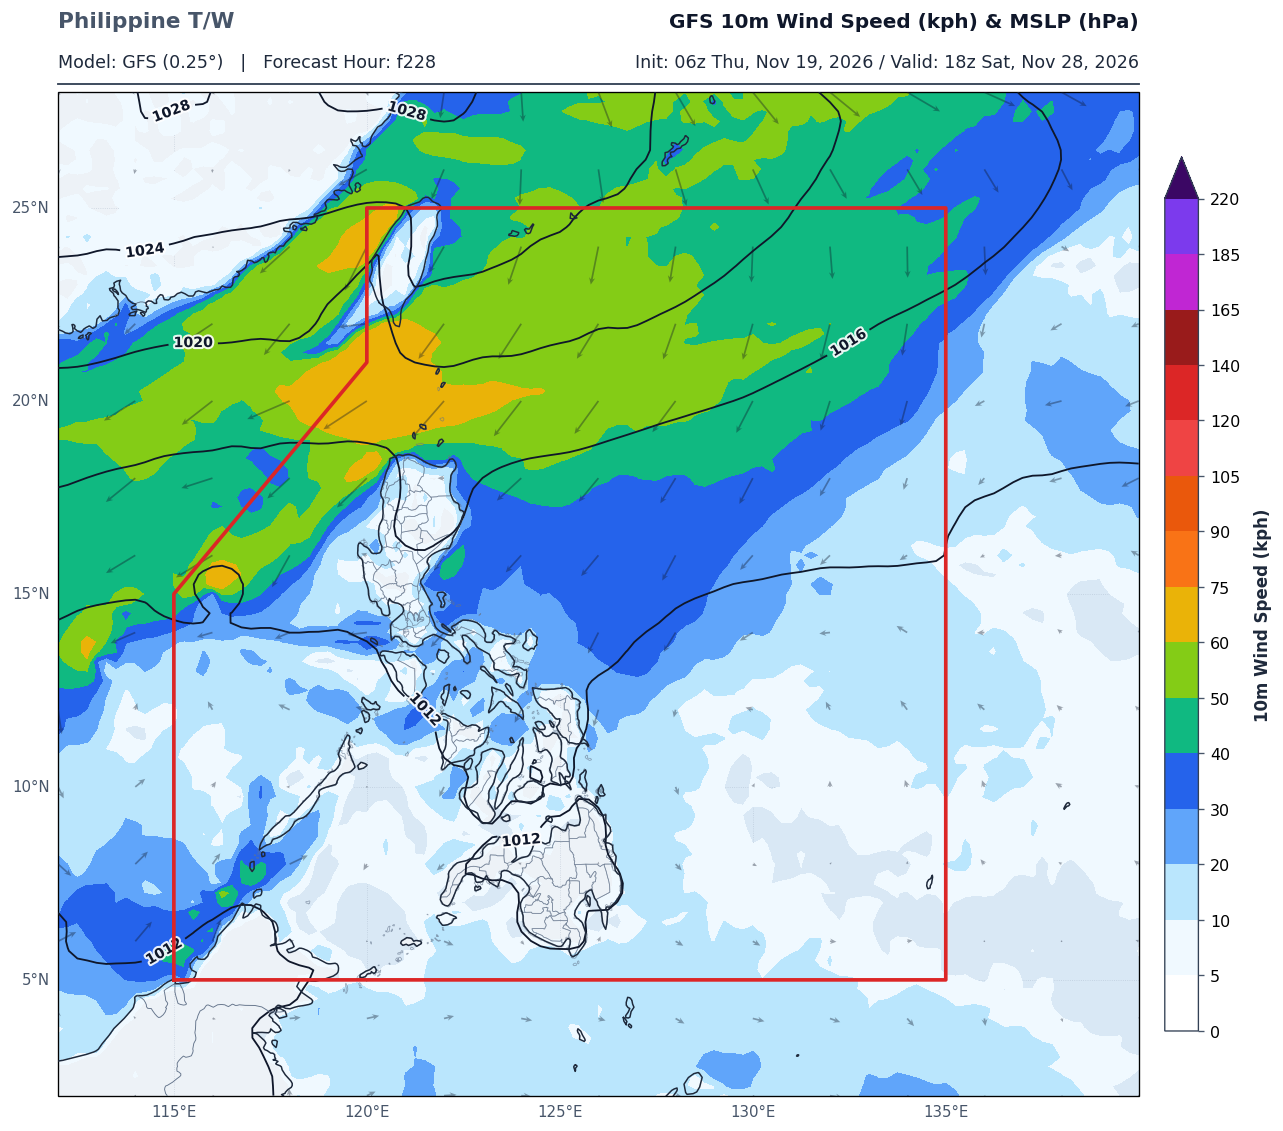 Philippine T/W
GFS 10m Wind Speed (kph) & MSLP (hPa)
Model: GFS (0.25°)   |   Forecast Hour: f228
Init: 06z Thu, Nov 19, 2026 / Valid: 18z Sat, Nov 28, 2026
1028
1028
1024
1020
1016
1012
1012
1012
25°N
20°N
15°N
10°N
5°N
115°E
120°E
125°E
130°E
135°E
220
185
165
140
120
105
90
75
60
50
40
30
20
10
5
0
10m Wind Speed (kph)